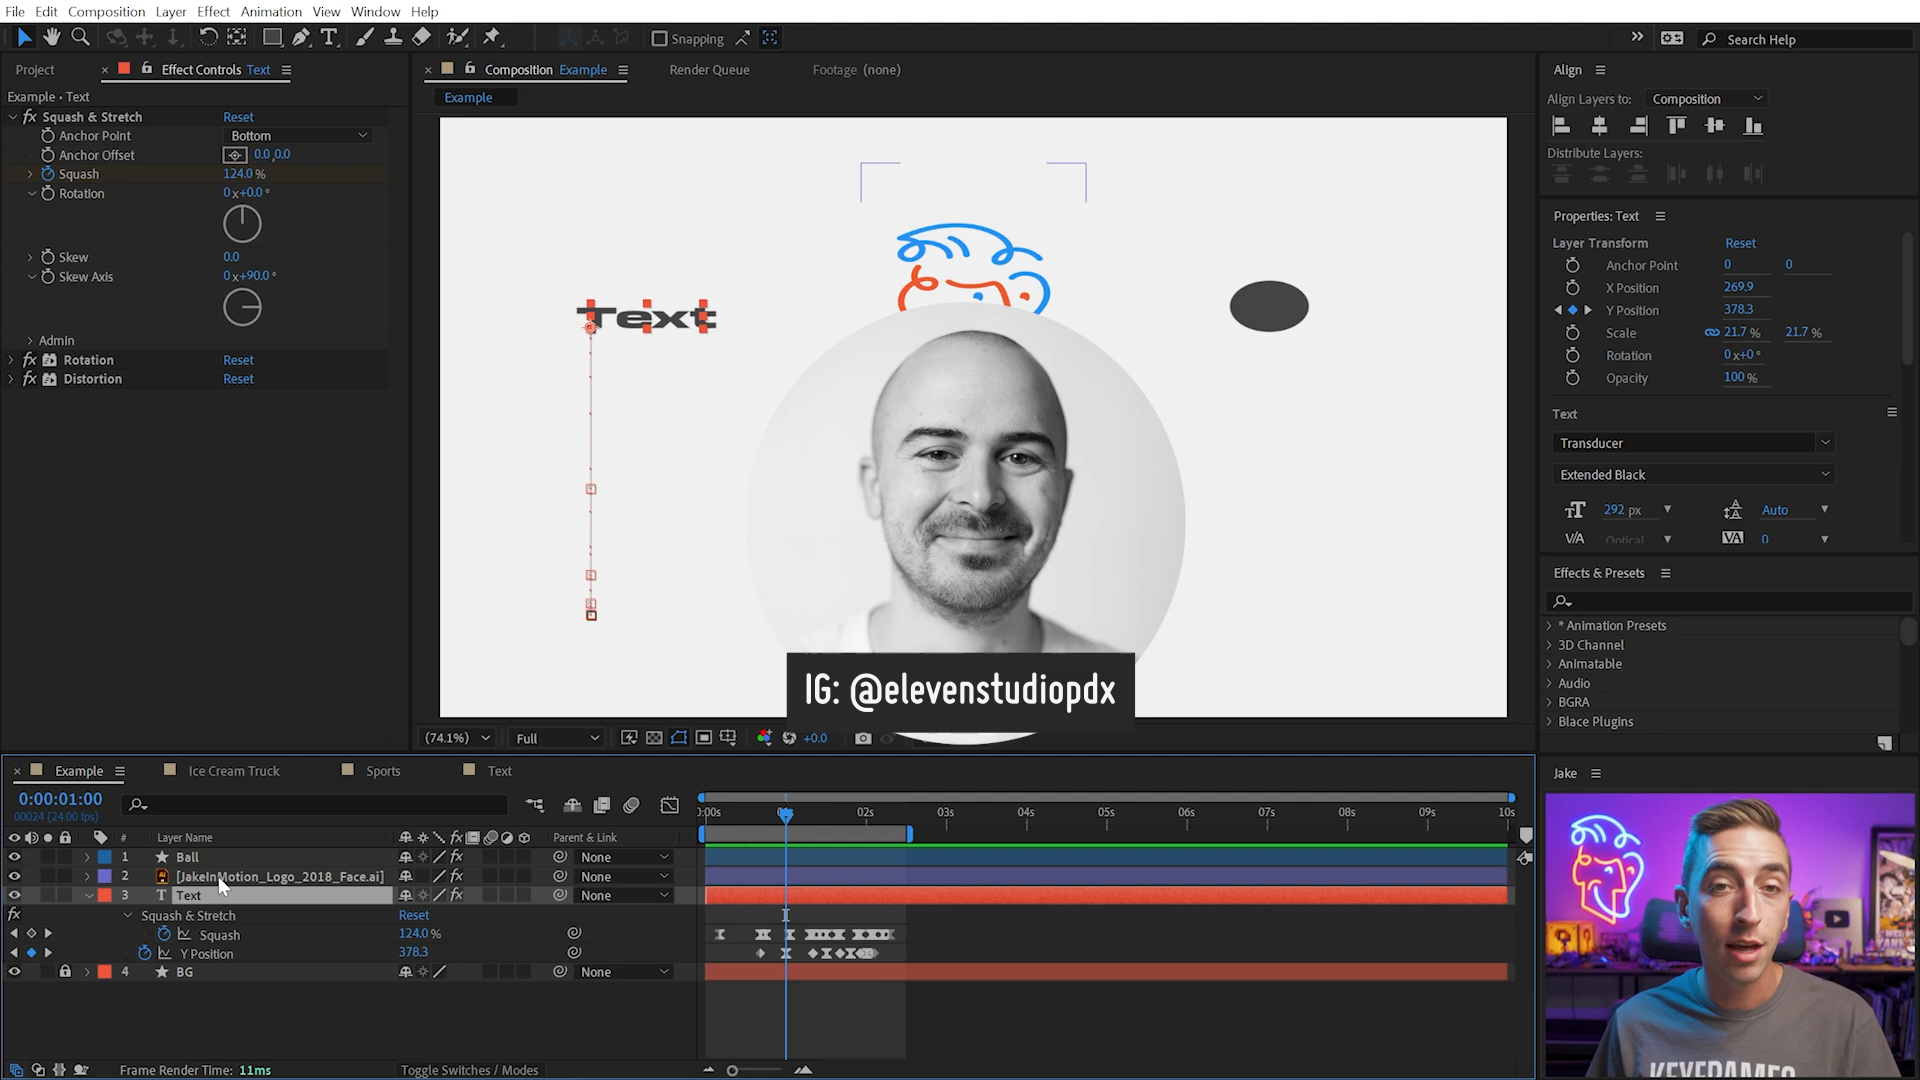 File Edit Composition Layer Effect Animation View Window Help
Snapping
Search Help
Project
Effect Controls Text
Composition Example
Render Queue
Footage (none)
Align
Example • Text
Example
Align Layers to: Composition
Squash & Stretch Reset
Anchor Point Bottom
Anchor Offset 0.0,0.0
Squash 124.0 %
Rotation 0 x+0.0 °
Skew 0.0
Skew Axis 0 x+90.0 °
Admin
Rotation Reset
Distortion Reset
Text
IG: @elevenstudiopdx
(74.1%) Full +0.0
Distribute Layers:
Properties: Text
Layer Transform Reset
Anchor Point 0 0
X Position 269.9
Y Position 378.3
Scale 21.7 % 21.7 %
Rotation 0 x+0 °
Opacity 100 %
Text
Transducer
Extended Black
292 px Auto
Optical 0
Effects & Presets
* Animation Presets
3D Channel
Animatable
Audio
BGRA
Blace Plugins
Example Ice Cream Truck Sports Text
0:00:01:00
00024 (24.00 fps)
02s 03s 04s 05s 06s 07s 08s 09s 10s
# Layer Name Parent & Link
1 Ball None
2 [JakeInMotion_Logo_2018_Face.ai] None
3 Text None
Squash & Stretch Reset
Squash 124.0 %
Y Position 378.3
4 BG None
Frame Render Time: 11ms Toggle Switches / Modes
Jake
KEYFRAMES